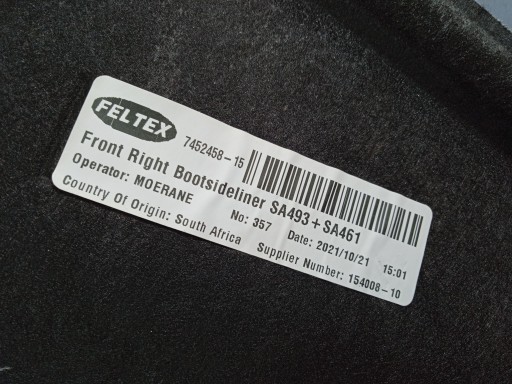 FELTEX
7452458-15
Front Right Bootsideliner SA493+SA461
Operator: MOERANE No: 357 Date: 2021/10/21 15:01
Country Of Origin: South Africa Supplier Number: 154008-10